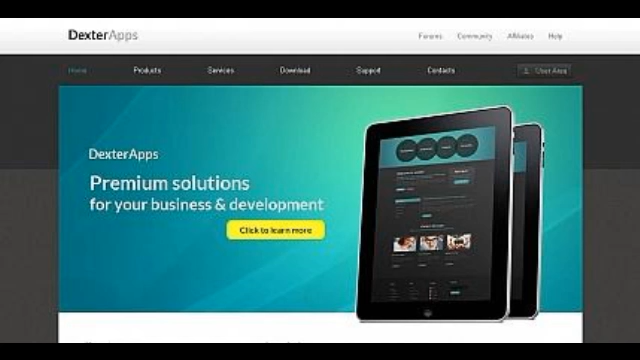 DexterApps
Forums Community Affiliates Help
Home Products Services Download Support Contacts User Area
DexterApps
Premium solutions
for your business & development
Click to learn more